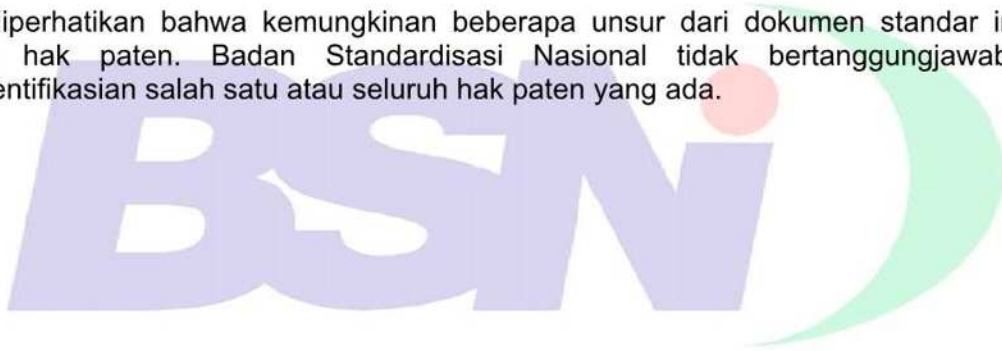 diperhatikan bahwa kemungkinan beberapa unsur dari dokumen standar
hak paten. Badan Standardisasi Nasional tidak bertanggungjawab
entifikasian salah satu atau seluruh hak paten yang ada.
BSN